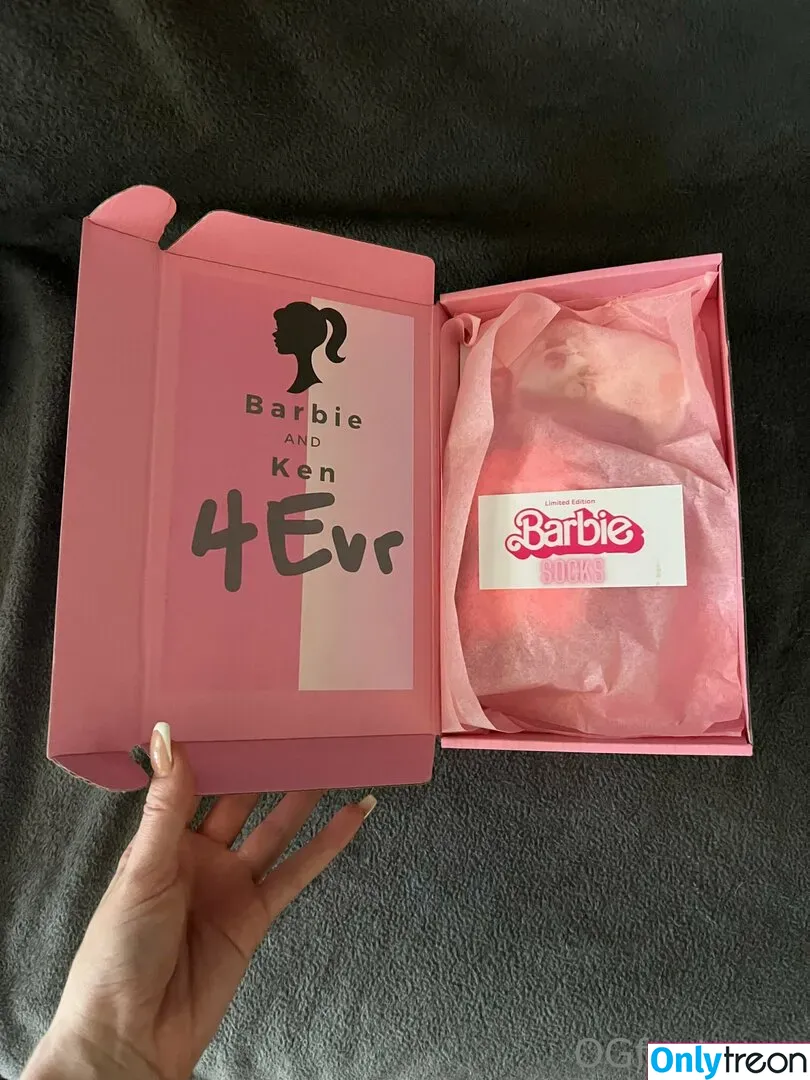 Barbie
AND
Ken
4Evr
Limited Edition
Barbie
SOCKS
Onlytreon